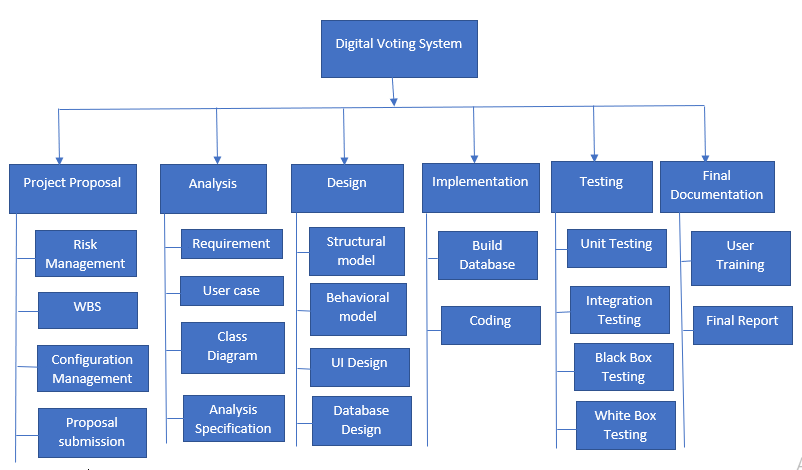 Digital Voting System
Project Proposal
Analysis
Design
Implementation
Testing
Final
Documentation
Risk
Management
WBS
Configuration
Management
Proposal
submission
Requirement
User case
Class
Diagram
Analysis
Specification
Structural
model
Behavioral
model
UI Design
Database
Design
Build
Database
Coding
Unit Testing
Integration
Testing
Black Box
Testing
White Box
Testing
User
Training
Final Report